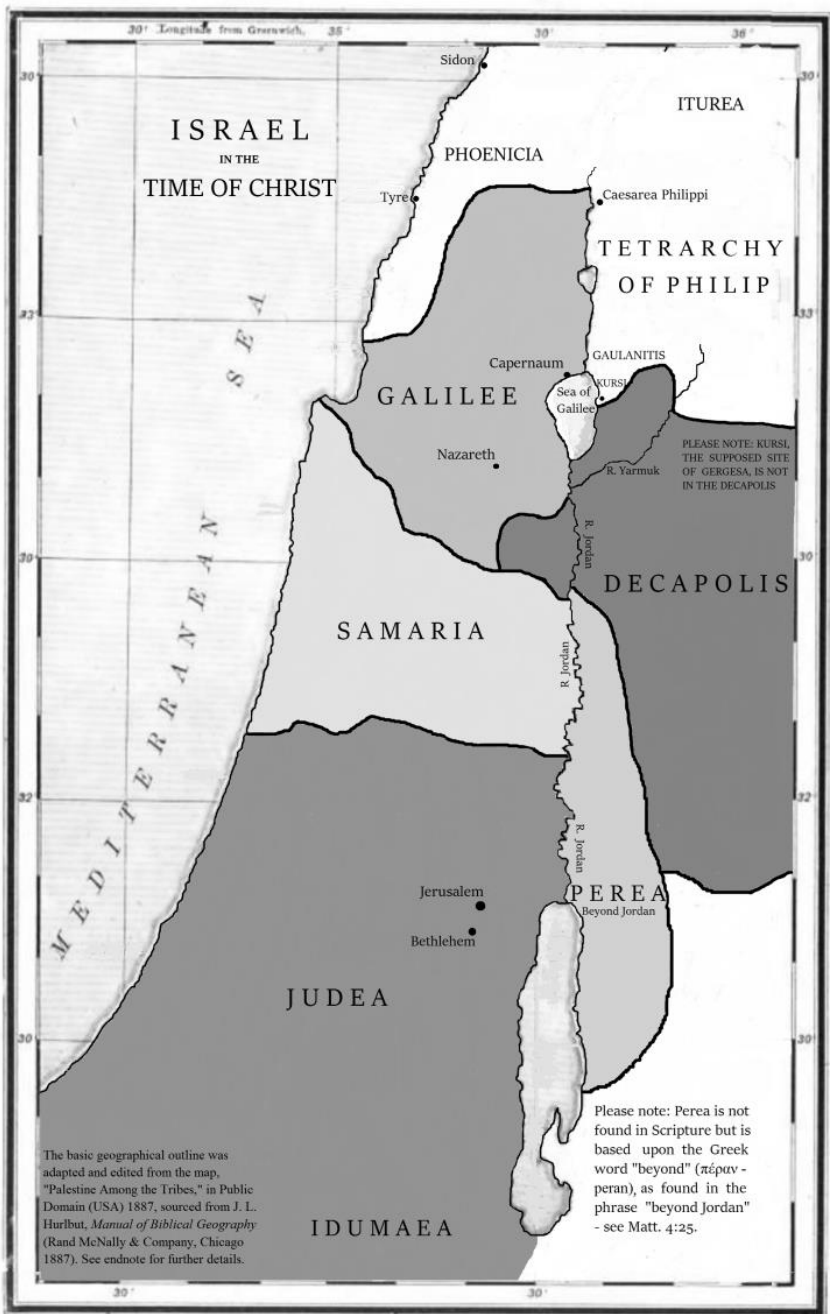 30' Longitude from Greenwich, 35° 30' 36°
30'
30'
Sidon
ITUREA
ISRAEL
IN THE
TIME OF CHRIST
PHOENICIA
Tyre
Caesarea Philippi
TETRARCHY
OF PHILIP
33°
33°
GAULANITIS
Capernaum
KURSI
Sea of
Galilee
GALILEE
PLEASE NOTE: KURSI,
THE SUPPOSED SITE
OF GERGESA, IS NOT
IN THE DECAPOLIS
Nazareth
R. Yarmuk
R. Jordan
30'
30'
DECAPOLIS
SAMARIA
R Jordan
MEDITERRANEAN SEA
32°
32°
R. Jordan
Jerusalem
PEREA
Beyond Jordan
Bethlehem
JUDEA
30'
30'
Please note: Perea is not
found in Scripture but is
based upon the Greek
word "beyond" (πέραν -
peran), as found in the
phrase "beyond Jordan"
- see Matt. 4:25.
The basic geographical outline was
adapted and edited from the map,
"Palestine Among the Tribes," in Public
Domain (USA) 1887, sourced from J. L.
Hurlbut, Manual of Biblical Geography
(Rand McNally & Company, Chicago
1887). See endnote for further details.
IDUMAEA
30' 30'